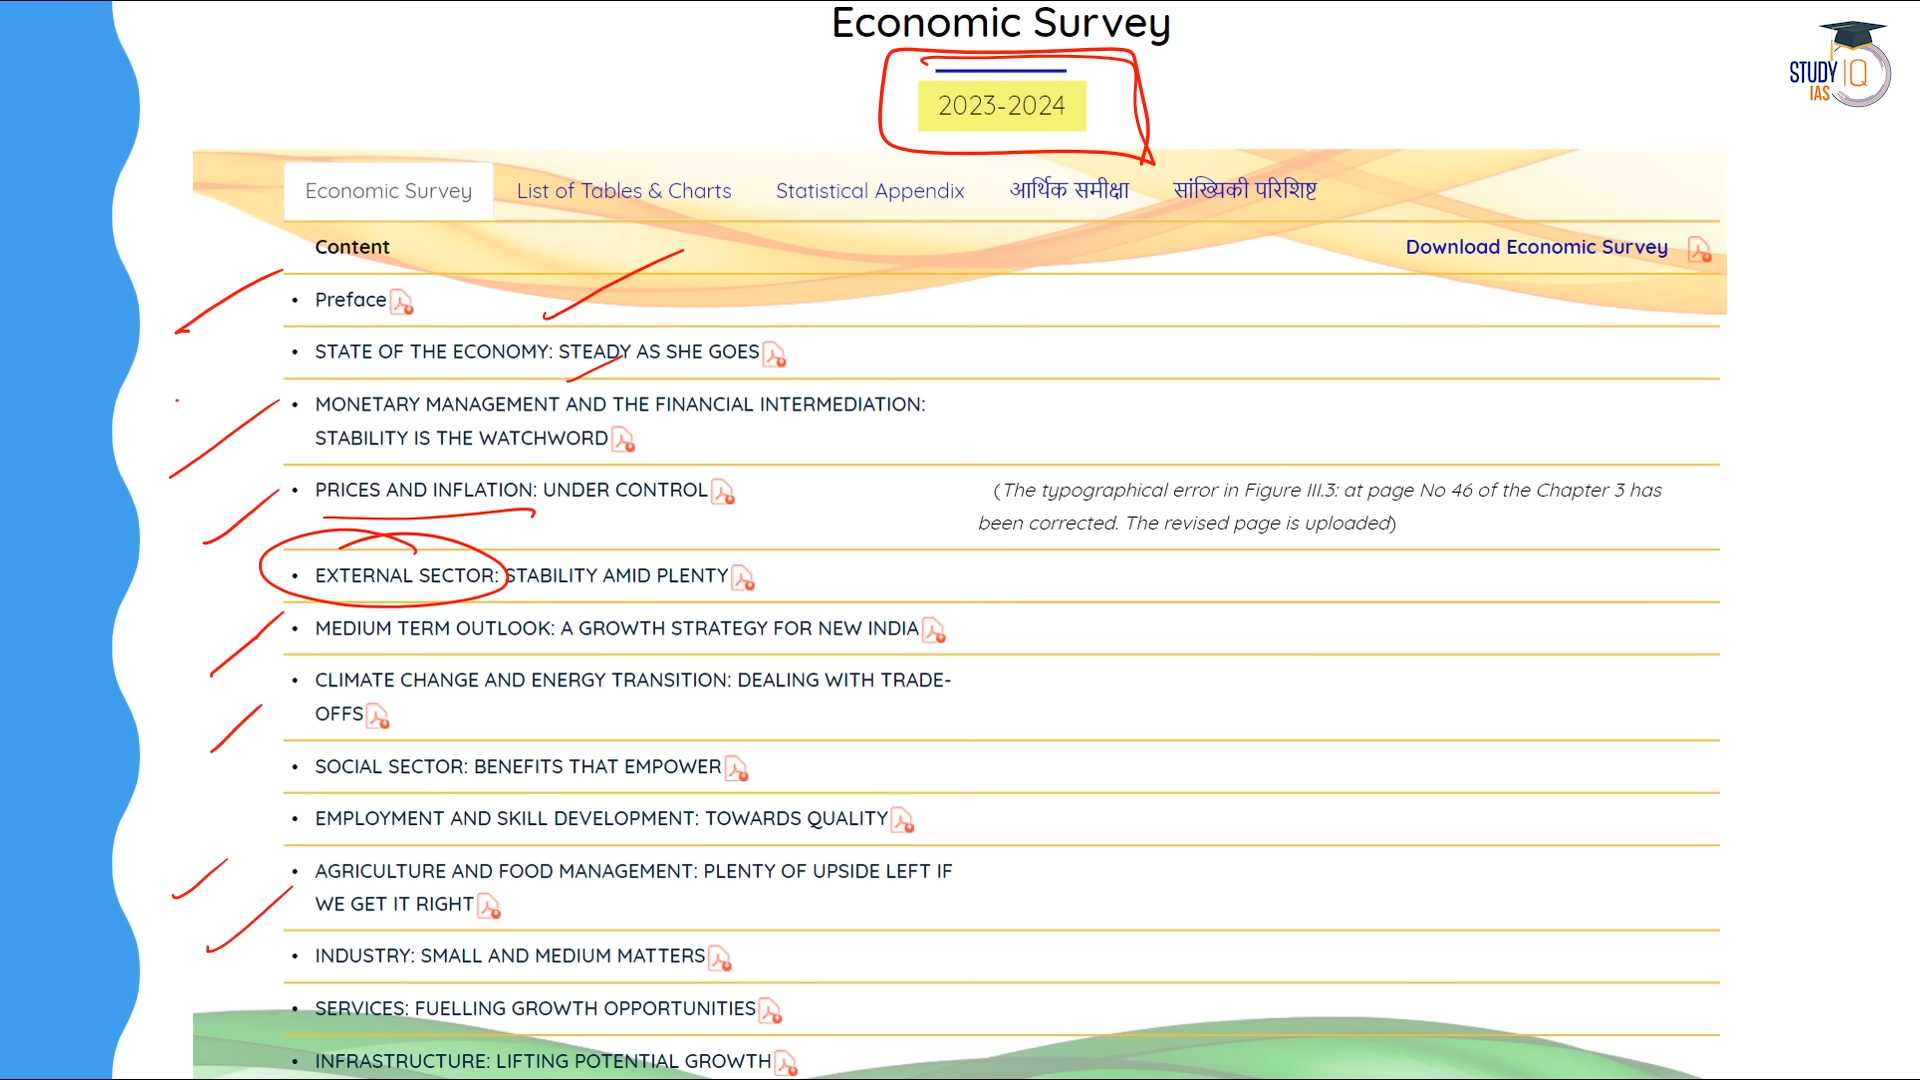 Economic Survey
STUDY IQ
IAS
2023-2024
Economic Survey List of Tables & Charts Statistical Appendix आर्थिक समीक्षा सांख्यिकी परिशिष्ट
Content Download Economic Survey
• Preface
• STATE OF THE ECONOMY: STEADY AS SHE GOES
• MONETARY MANAGEMENT AND THE FINANCIAL INTERMEDIATION:
STABILITY IS THE WATCHWORD
• PRICES AND INFLATION: UNDER CONTROL (The typographical error in Figure III.3: at page No 46 of the Chapter 3 has
been corrected. The revised page is uploaded)
• EXTERNAL SECTOR: STABILITY AMID PLENTY
• MEDIUM TERM OUTLOOK: A GROWTH STRATEGY FOR NEW INDIA
• CLIMATE CHANGE AND ENERGY TRANSITION: DEALING WITH TRADE-
OFFS
• SOCIAL SECTOR: BENEFITS THAT EMPOWER
• EMPLOYMENT AND SKILL DEVELOPMENT: TOWARDS QUALITY
• AGRICULTURE AND FOOD MANAGEMENT: PLENTY OF UPSIDE LEFT IF
WE GET IT RIGHT
• INDUSTRY: SMALL AND MEDIUM MATTERS
• SERVICES: FUELLING GROWTH OPPORTUNITIES
• INFRASTRUCTURE: LIFTING POTENTIAL GROWTH